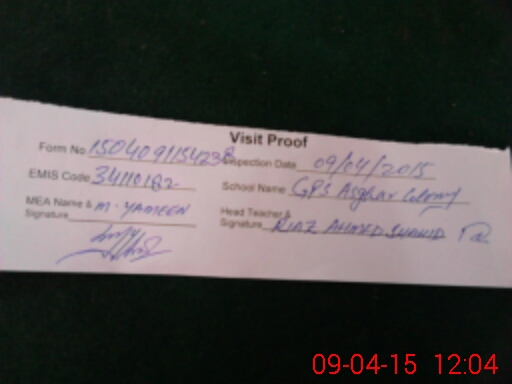 Visit Proof
Form No. 1504091154238 Inspection Date 09/04/2015
EMIS Code 34110182 School Name GPS Asghar Colony
MEA Name & Signature M. YAMEEN Head Teacher & Signature RIAZ AHMED SHAHID
09-04-15 12:04